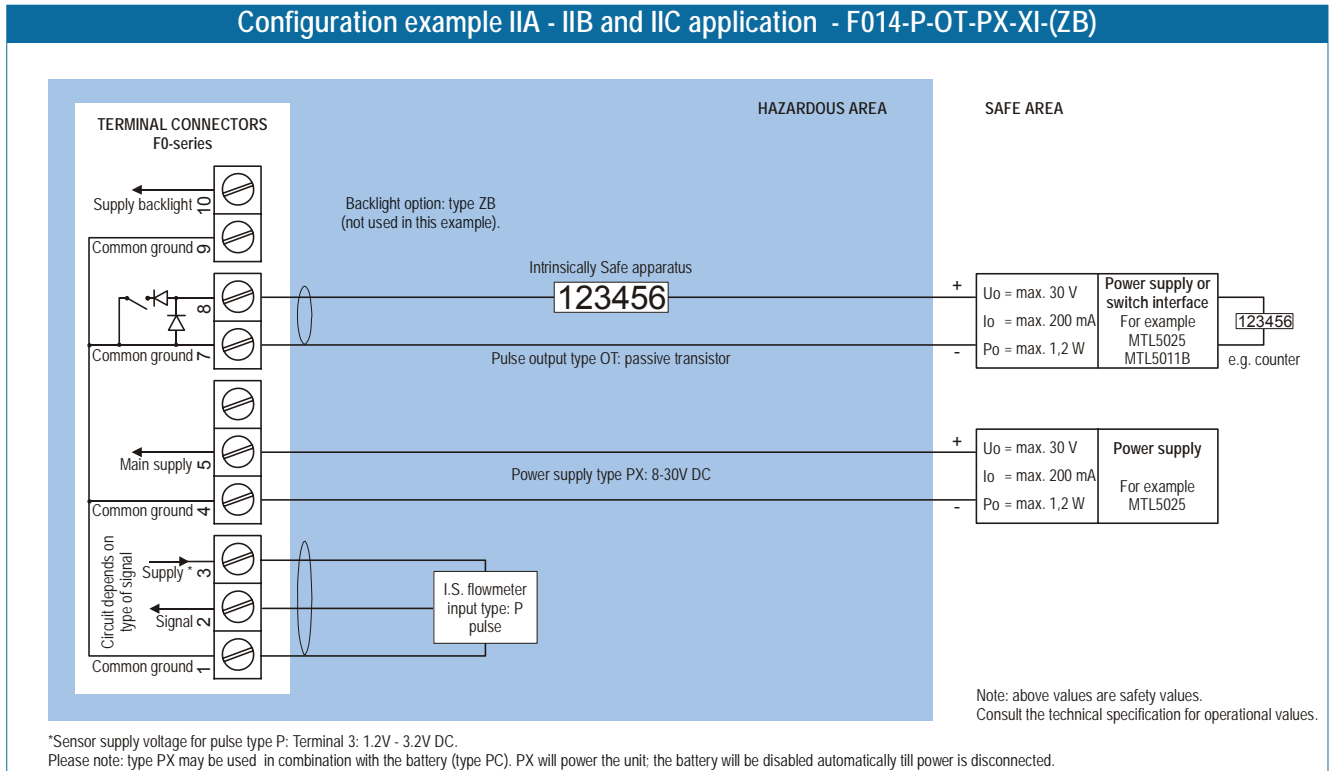 Configuration example IIA - IIB and IIC application - F014-P-OT-PX-XI-(ZB)
HAZARDOUS AREA
SAFE AREA
TERMINAL CONNECTORS
F0-series
Supply backlight 10
Common ground 9
Backlight option: type ZB
(not used in this example).
Intrinsically Safe apparatus
123456
8
Common ground 7
Pulse output type OT: passive transistor
+
-
Uo = max. 30 V
Io = max. 200 mA
Po = max. 1,2 W
Power supply or
switch interface
For example
MTL5025
MTL5011B
123456
e.g. counter
Main supply 5
Common ground 4
Power supply type PX: 8-30V DC
+
-
Uo = max. 30 V
Io = max. 200 mA
Po = max. 1,2 W
Power supply
For example
MTL5025
Circuit depends on
type of signal
Supply * 3
Signal 2
Common ground 1
I.S. flowmeter
input type: P
pulse
Note: above values are safety values.
Consult the technical specification for operational values.
*Sensor supply voltage for pulse type P: Terminal 3: 1.2V - 3.2V DC.
Please note: type PX may be used in combination with the battery (type PC). PX will power the unit; the battery will be disabled automatically till power is disconnected.